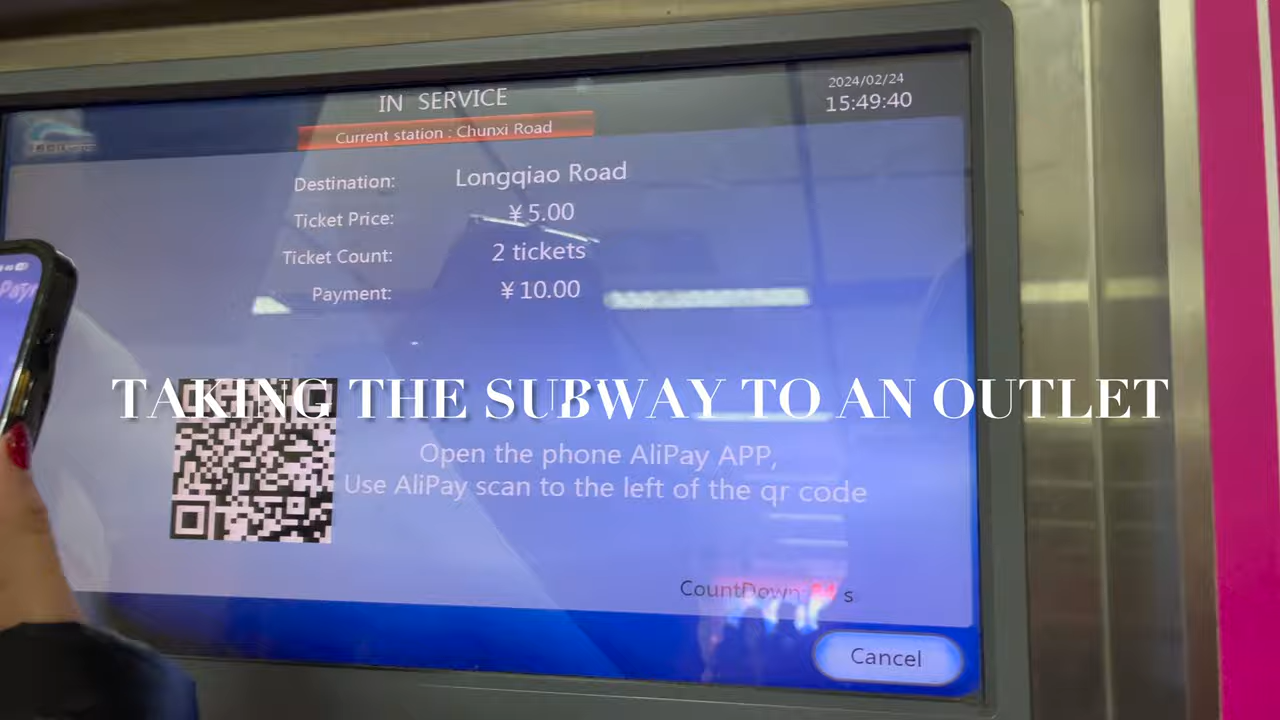 IN SERVICE
2024/02/24
15:49:40
Current station : Chunxi Road
Destination: Longqiao Road
Ticket Price: ¥5.00
Ticket Count: 2 tickets
Payment: ¥10.00
TAKING THE SUBWAY TO AN OUTLET
Open the phone AliPay APP,
Use AliPay scan to the left of the qr code
CountDown: s
Cancel